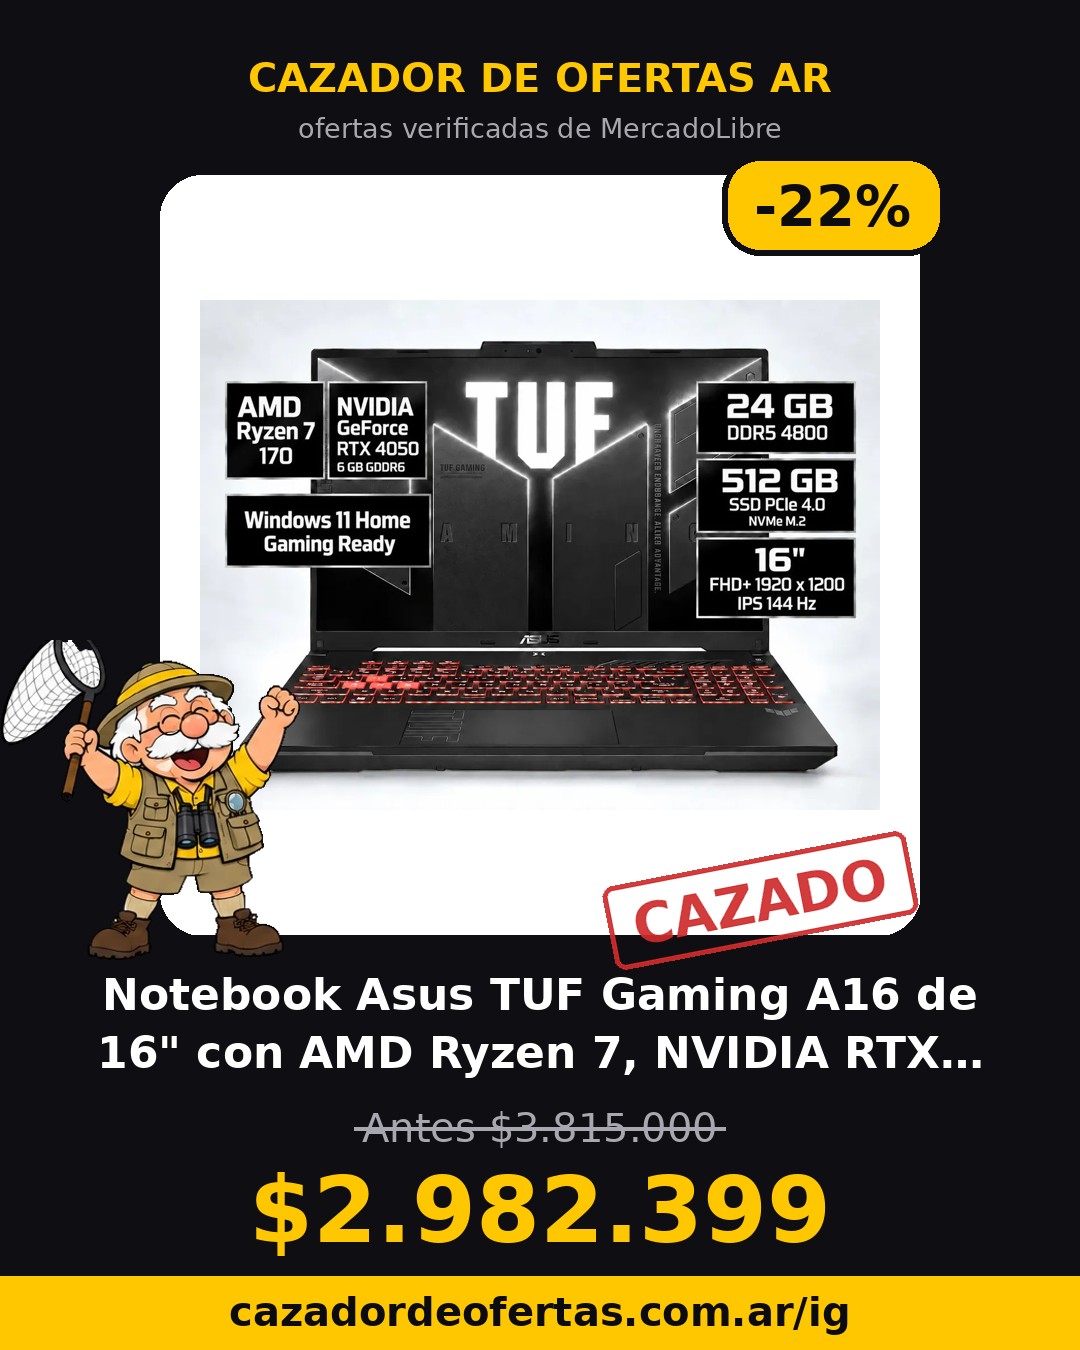 CAZADOR DE OFERTAS AR
ofertas verificadas de MercadoLibre
-22%
TUF
AMD
Ryzen 7
170
NVIDIA
GeForce
RTX 4050
6 GB GDDR6
Windows 11 Home
Gaming Ready
24 GB
DDR5 4800
512 GB
SSD PCIe 4.0
NVMe M.2
16"
FHD+ 1920 x 1200
IPS 144 Hz
TUF GAMING
ASUS
CAZADO
Notebook Asus TUF Gaming A16 de
16" con AMD Ryzen 7, NVIDIA RTX...
Antes $3.815.000
$2.982.399
cazadordeofertas.com.ar/ig